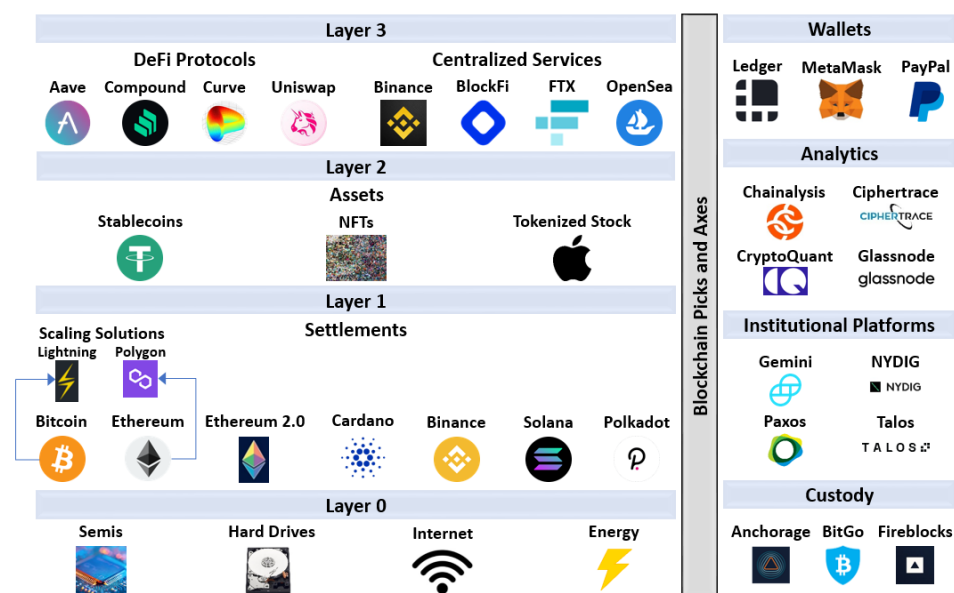 Layer 3
DeFi Protocols
Centralized Services
Aave Compound Curve Uniswap Binance BlockFi FTX OpenSea
Layer 2
Assets
Stablecoins NFTs Tokenized Stock
Layer 1
Settlements
Scaling Solutions
Lightning Polygon
Bitcoin Ethereum Ethereum 2.0 Cardano Binance Solana Polkadot
Layer 0
Semis Hard Drives Internet Energy
Blockchain Picks and Axes
Wallets
Ledger MetaMask PayPal
Analytics
Chainalysis Ciphertrace
CIPHERTRACE
CryptoQuant Glassnode
glassnode
Institutional Platforms
Gemini NYDIG
NYDIG
Paxos Talos
TALOS
Custody
Anchorage BitGo Fireblocks